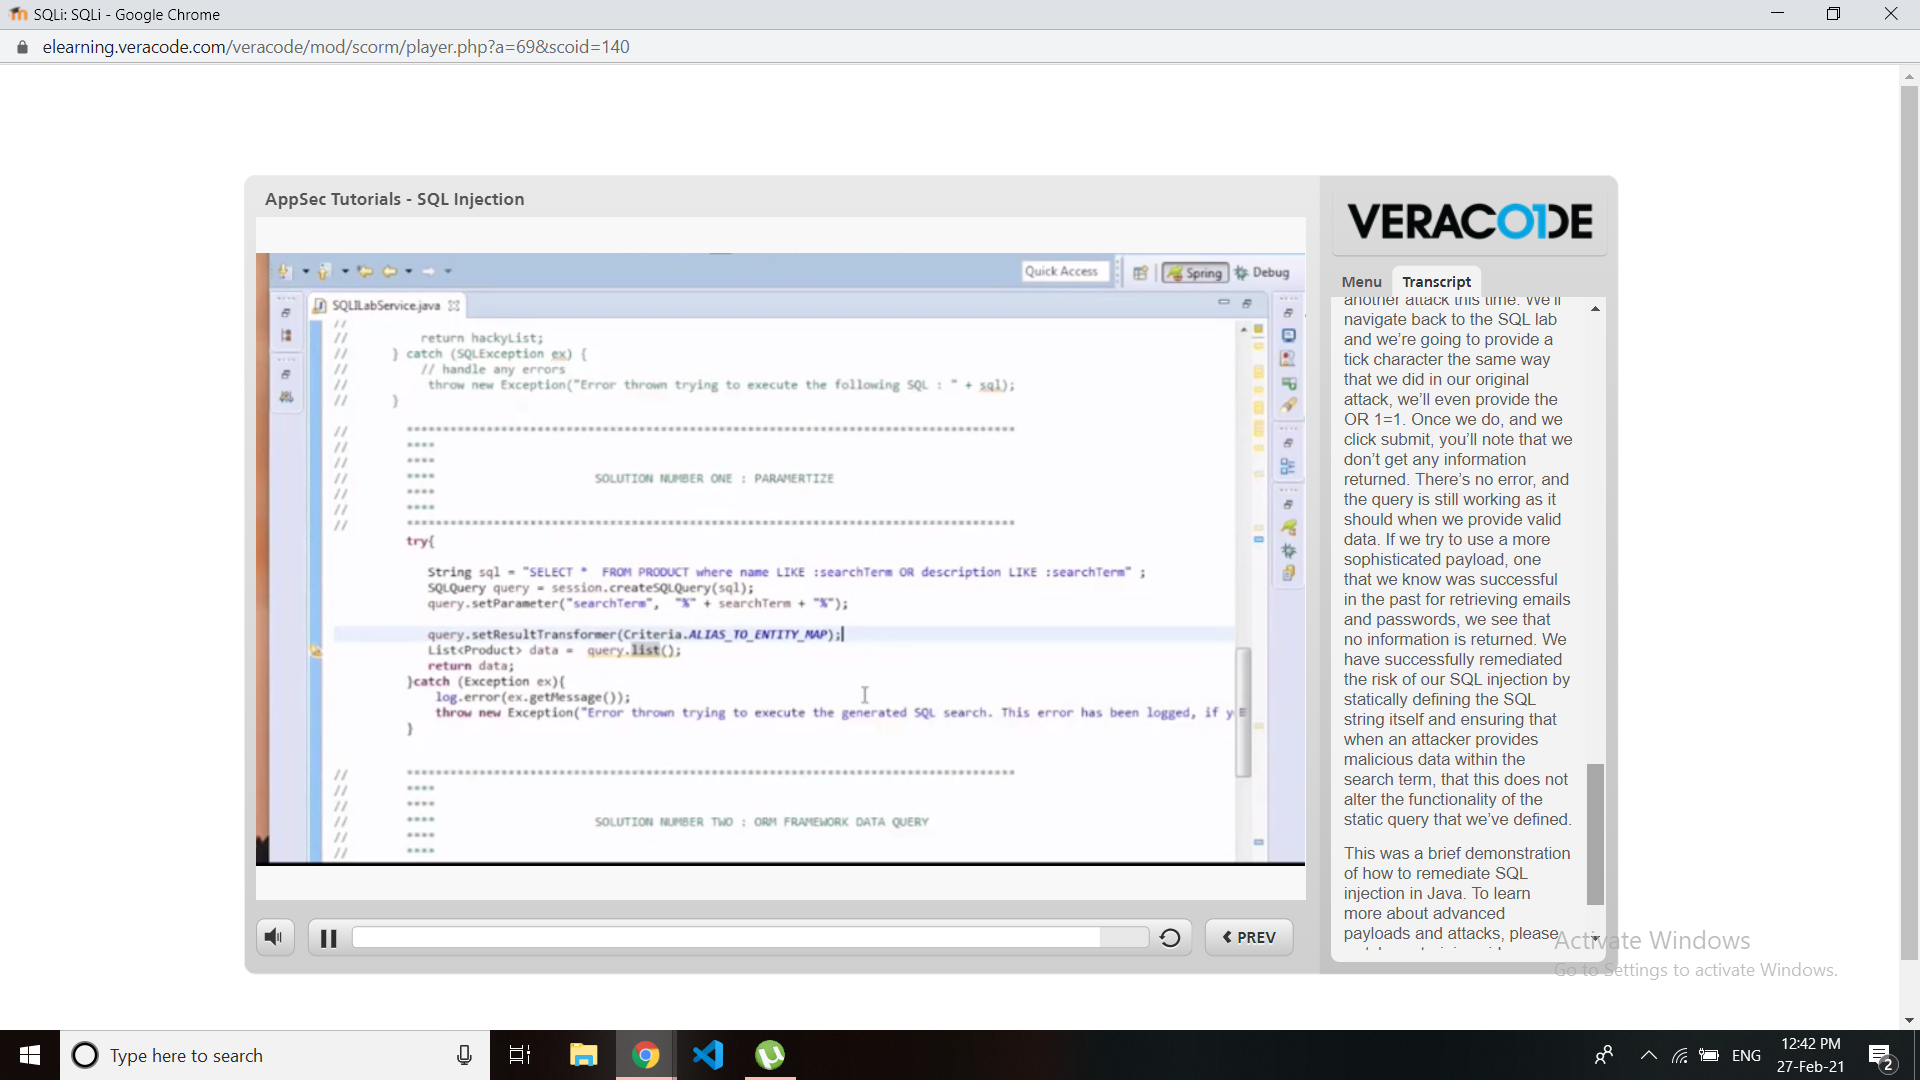 SQLi: SQLi - Google Chrome
elearning.veracode.com/veracode/mod/scorm/player.php?a=69&scoid=140
AppSec Tutorials - SQL Injection
Quick Access
Spring
Debug
SQLILabService.java
//
// return hackyList;
// } catch (SQLException ex) {
// // handle any errors
// throw new Exception("Error thrown trying to execute the following SQL : " + sql);
// }
// ****************************************************
// ****
// ****
// **** SOLUTION NUMBER ONE : PARAMERTIZE
// ****
// ****
// ****************************************************
try{
String sql = "SELECT * FROM PRODUCT where name LIKE :searchTerm OR description LIKE :searchTerm" ;
SQLQuery query = session.createSQLQuery(sql);
query.setParameter("searchTerm", "%" + searchTerm + "%");
query.setResultTransformer(Criteria.ALIAS_TO_ENTITY_MAP);
List<Product> data = query.list();
return data;
}catch (Exception ex){
log.error(ex.getMessage());
throw new Exception("Error thrown trying to execute the generated SQL search. This error has been logged, if y
}
// ****************************************************
// ****
// ****
// **** SOLUTION NUMBER TWO : ORM FRAMEWORK DATA QUERY
// ****
// ****
PREV
VERACODE
Menu
Transcript
another attack this time. We'll
navigate back to the SQL lab
and we're going to provide a
tick character the same way
that we did in our original
attack, we'll even provide the
OR 1=1. Once we do, and we
click submit, you'll note that we
don't get any information
returned. There's no error, and
the query is still working as it
should when we provide valid
data. If we try to use a more
sophisticated payload, one
that we know was successful
in the past for retrieving emails
and passwords, we see that
no information is returned. We
have successfully remediated
the risk of our SQL injection by
statically defining the SQL
string itself and ensuring that
when an attacker provides
malicious data within the
search term, that this does not
alter the functionality of the
static query that we've defined.
This was a brief demonstration
of how to remediate SQL
injection in Java. To learn
more about advanced
payloads and attacks, please
Activate Windows
Go to Settings to activate Windows.
Type here to search
ENG
12:42 PM
27-Feb-21
2